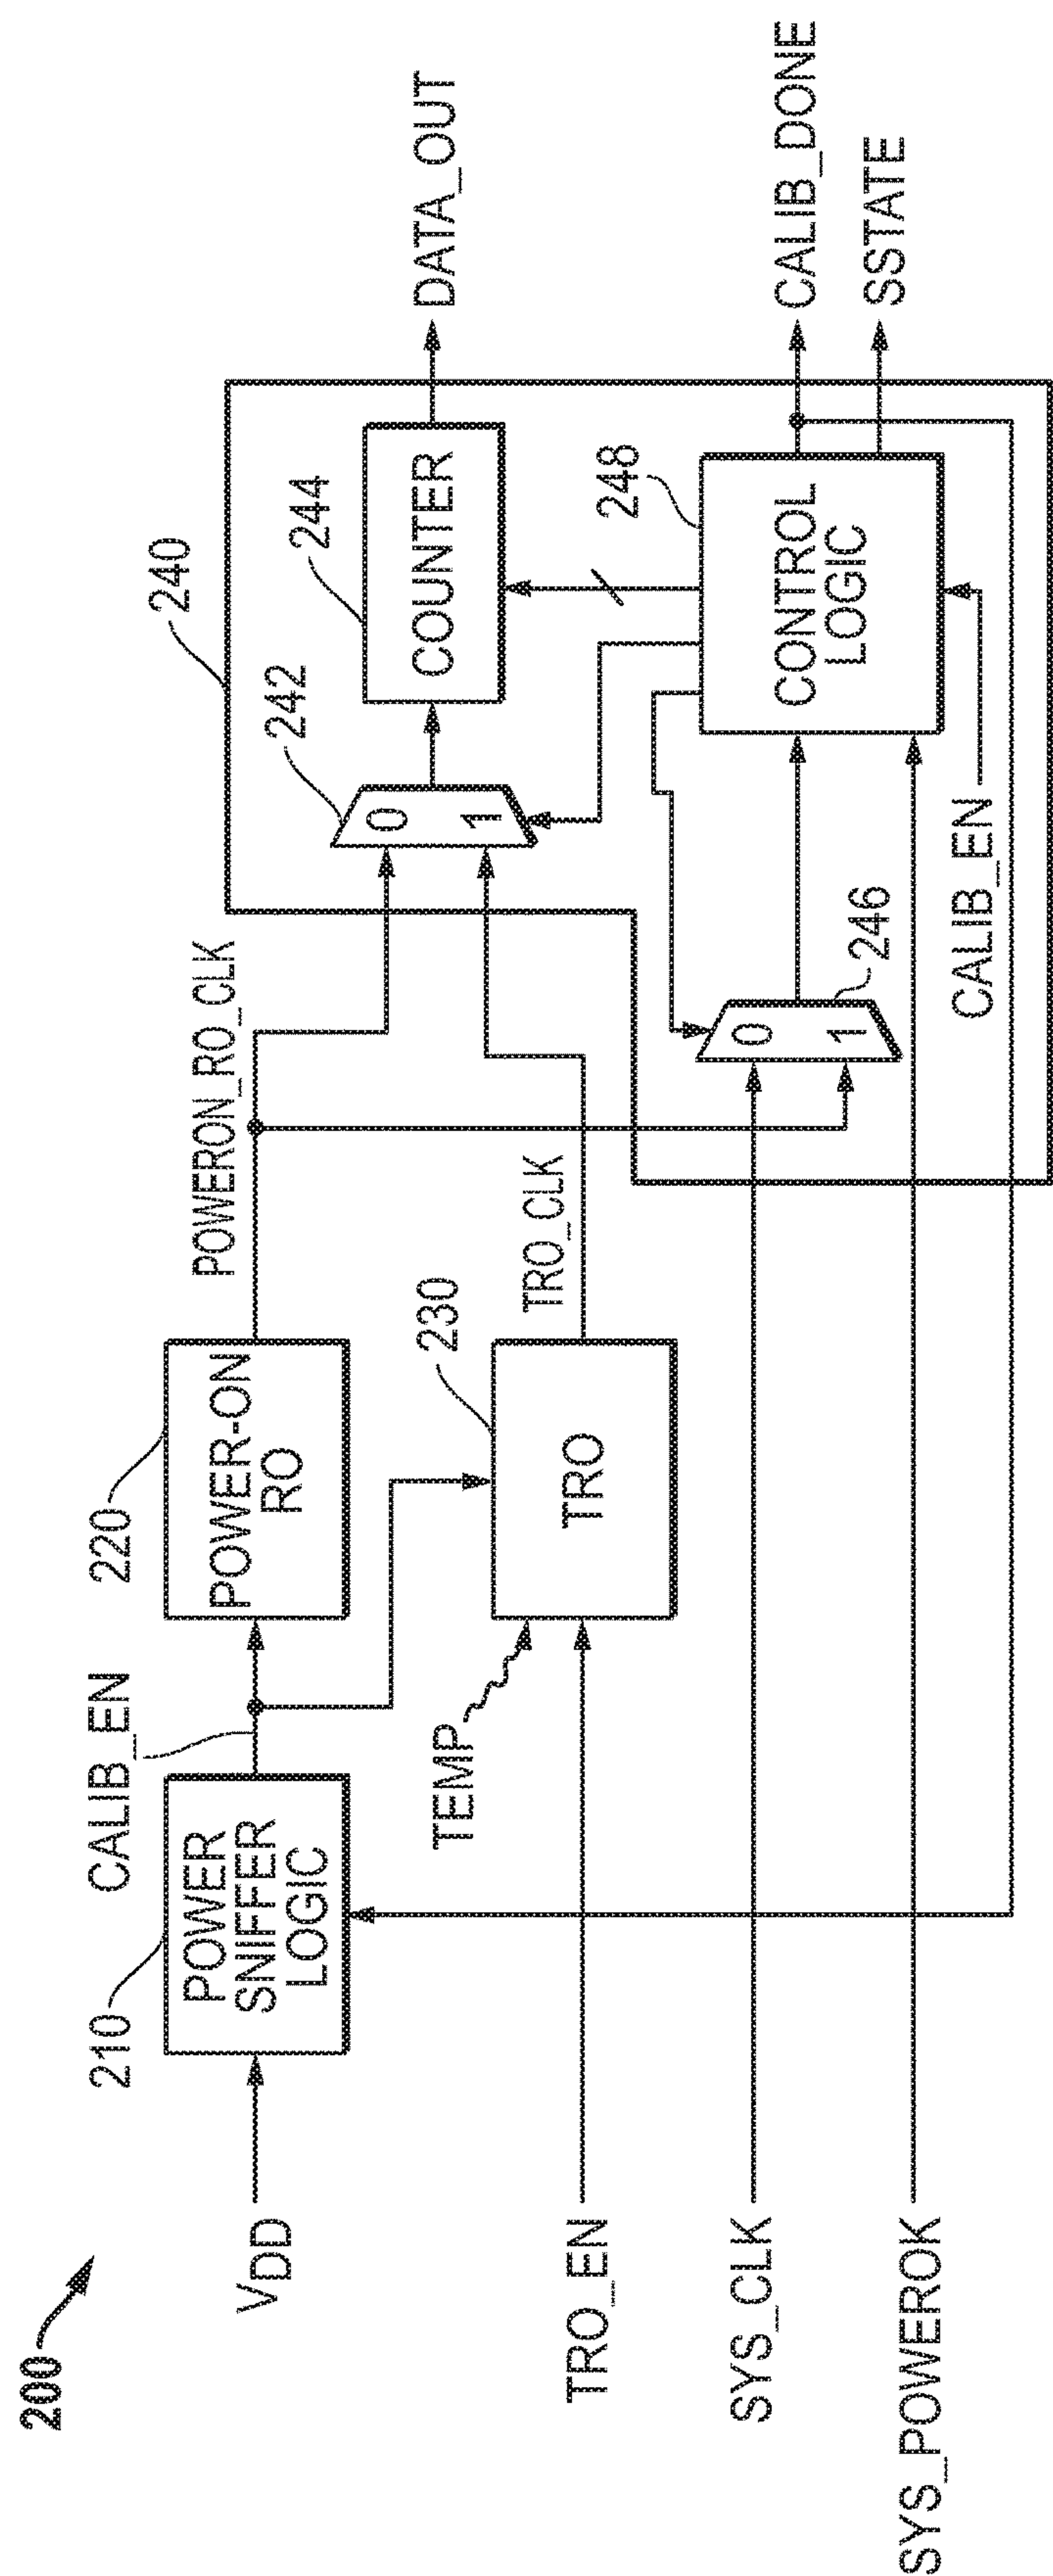 200
210
POWER
SNIFFER
LOGIC
VDD
CALIB_EN
220
POWER-ON
RO
POWERON_RO_CLK
230
TRO
TEMP
TRO_EN
TRO_CLK
SYS_CLK
SYS_POWEROK
240
242
0
1
244
COUNTER
DATA_OUT
246
0
1
248
CONTROL
LOGIC
CALIB_EN
CALIB_DONE
SSTATE